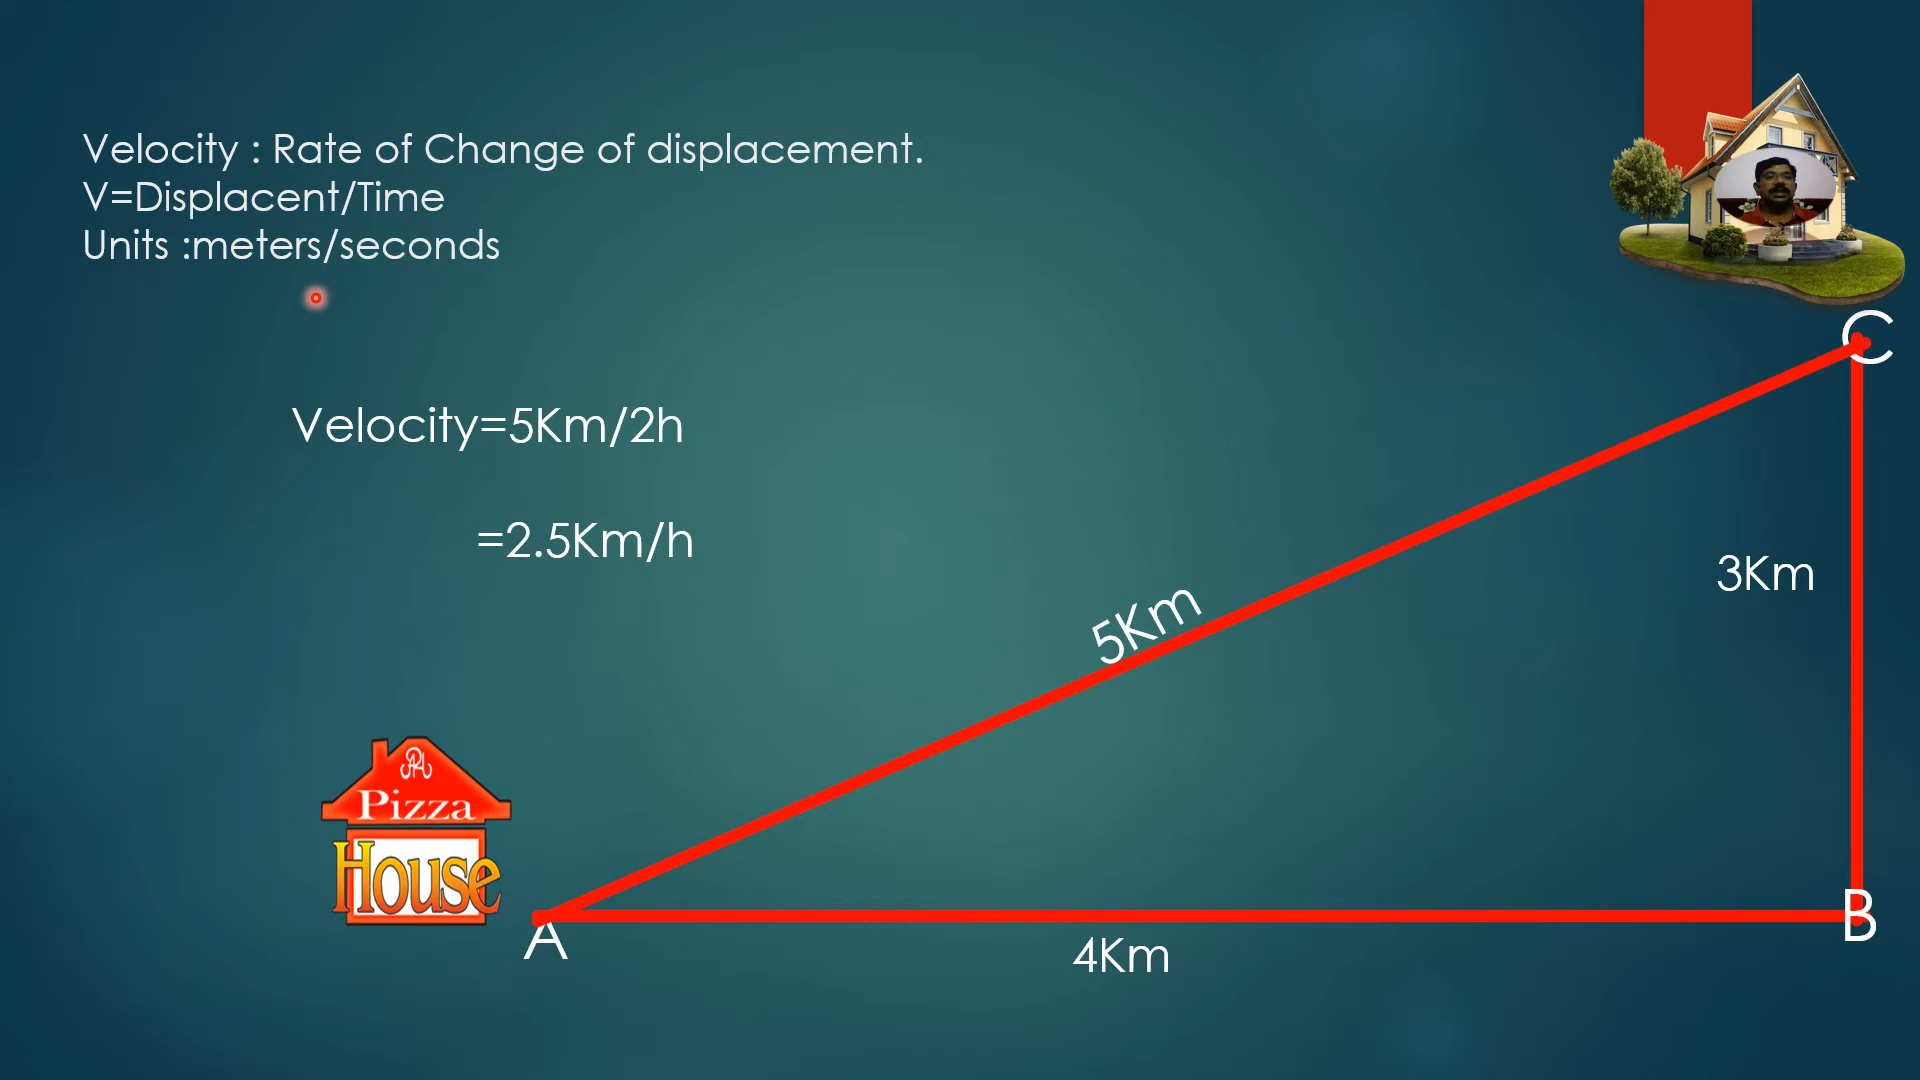 Velocity : Rate of Change of displacement.
V=Displacent/Time
Units :meters/seconds
C
Velocity=5Km/2h
=2.5Km/h
3Km
5Km
Pizza
House
A
B
4Km